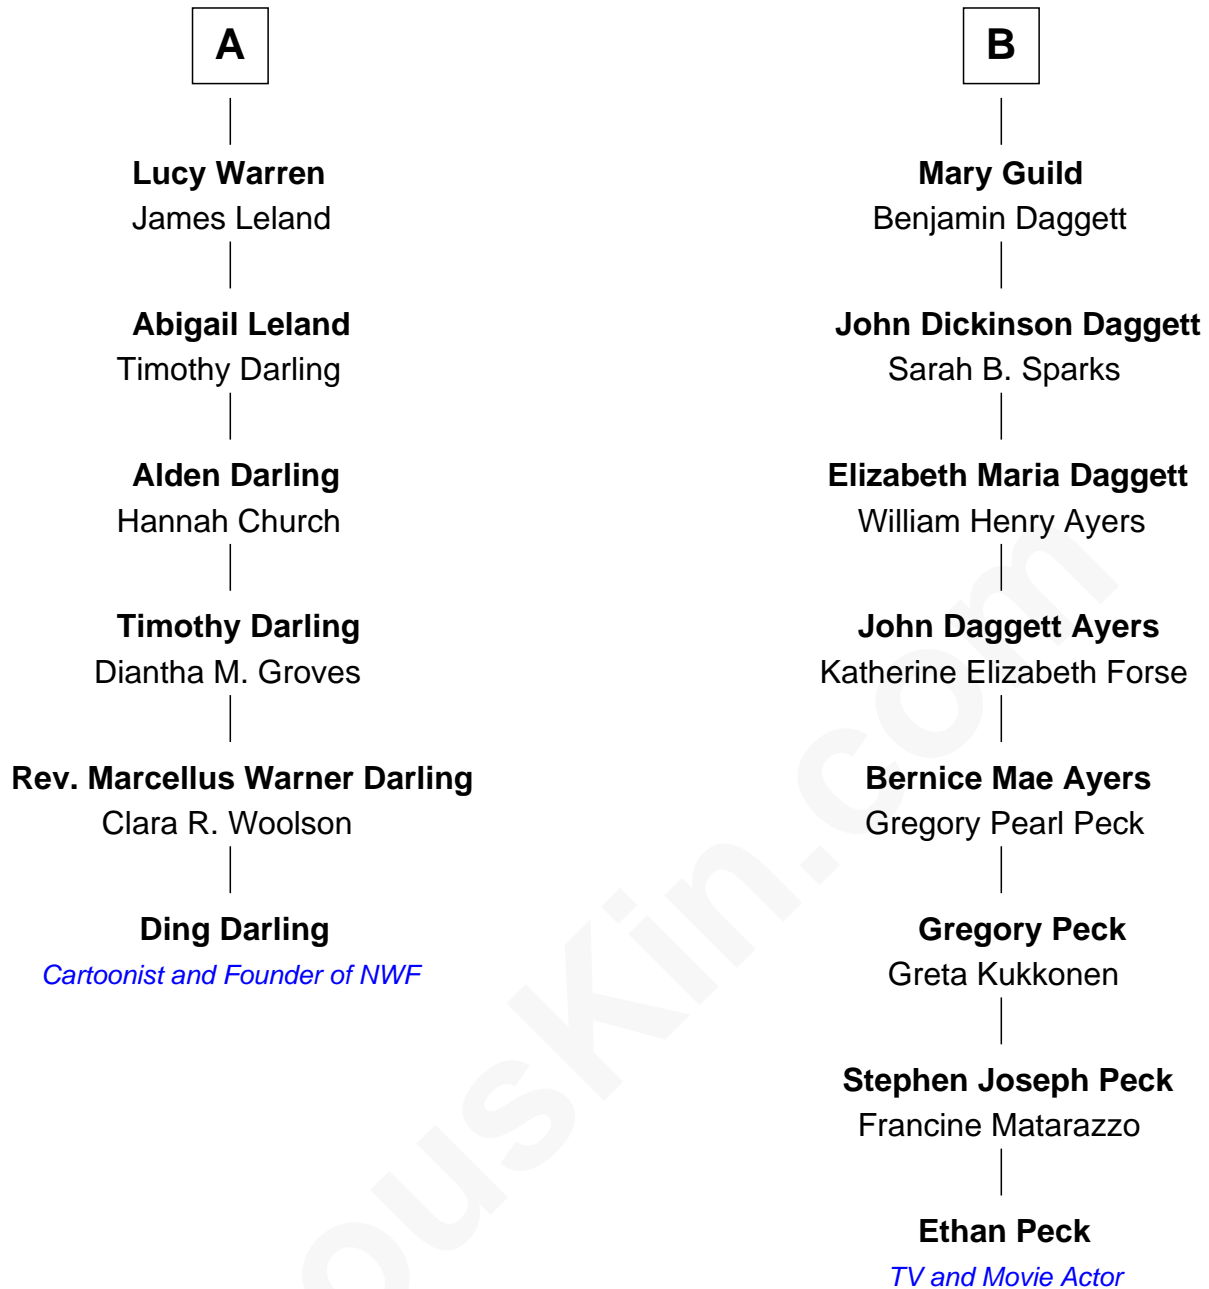 A
Lucy Warren
James Leland
Abigail Leland
Timothy Darling
Alden Darling
Hannah Church
Timothy Darling
Diantha M. Groves
Rev. Marcellus Warner Darling
Clara R. Woolson
Ding Darling
Cartoonist and Founder of NWF
B
Mary Guild
Benjamin Daggett
John Dickinson Daggett
Sarah B. Sparks
Elizabeth Maria Daggett
William Henry Ayers
John Daggett Ayers
Katherine Elizabeth Forse
Bernice Mae Ayers
Gregory Pearl Peck
Gregory Peck
Greta Kukkonen
Stephen Joseph Peck
Francine Matarazzo
Ethan Peck
TV and Movie Actor
ousKin.com